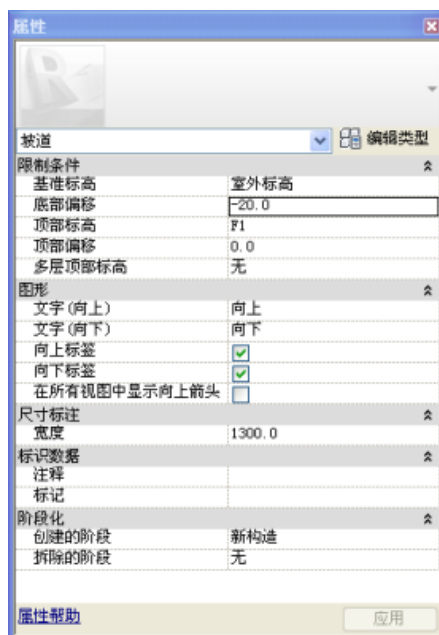 属性
坡道
编辑类型
限制条件
基准标高 室外标高
底部偏移 -20.0
顶部标高 F1
顶部偏移 0.0
多层顶部标高 无
图形
文字(向上) 向上
文字(向下) 向下
向上标签
向下标签
在所有视图中显示向上箭头
尺寸标注
宽度 1300.0
标识数据
注释
标记
阶段化
创建的阶段 新构造
拆除的阶段 无
属性帮助 应用